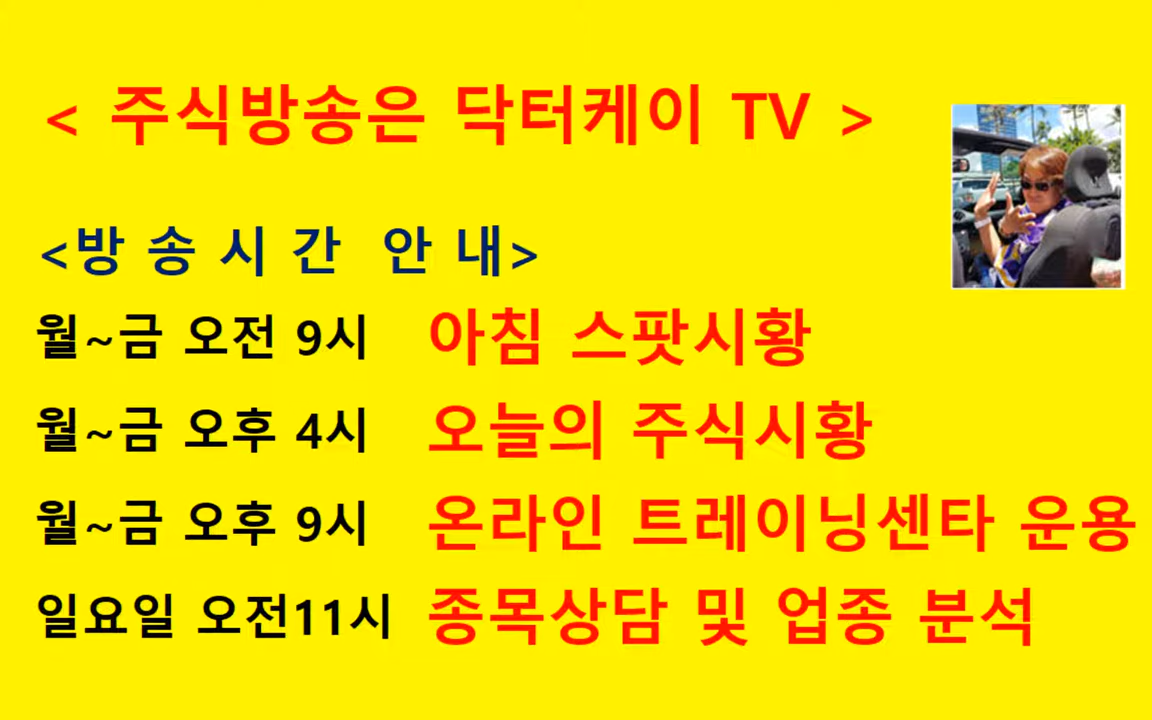 < 주식방송은 닥터케이 TV >
<방 송 시 간 안 내>
월~금 오전 9시 아침 스팟시황
월~금 오후 4시 오늘의 주식시황
월~금 오후 9시 온라인 트레이닝센타 운용
일요일 오전11시 종목상담 및 업종 분석